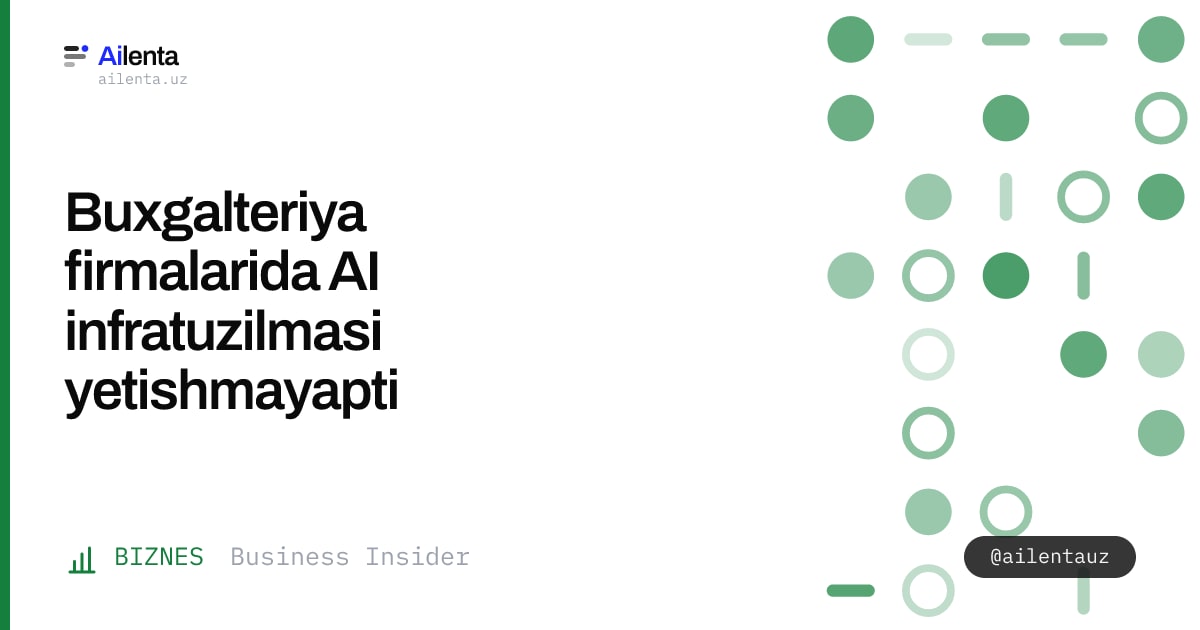 Ailenta
ailenta.uz
Buxgalteriya
firmalarida AI
infratuzilmasi
yetishmayapti
BIZNES Business Insider
@ailentauz